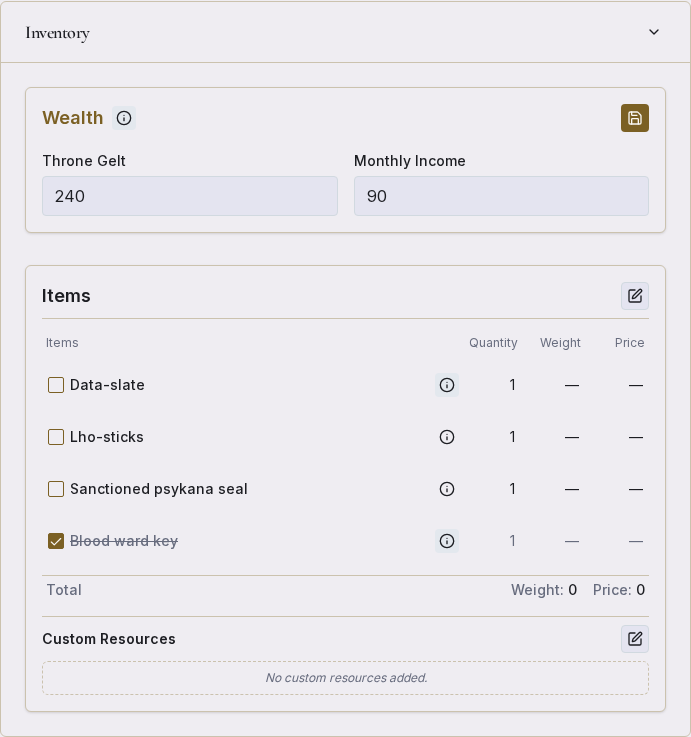 Inventory
Wealth
Throne Gelt Monthly Income
240 90
Items
Items Quantity Weight Price
Data-slate 1 — —
Lho-sticks 1 — —
Sanctioned psykana seal 1 — —
Blood ward key 1 — —
Total Weight: 0 Price: 0
Custom Resources
No custom resources added.